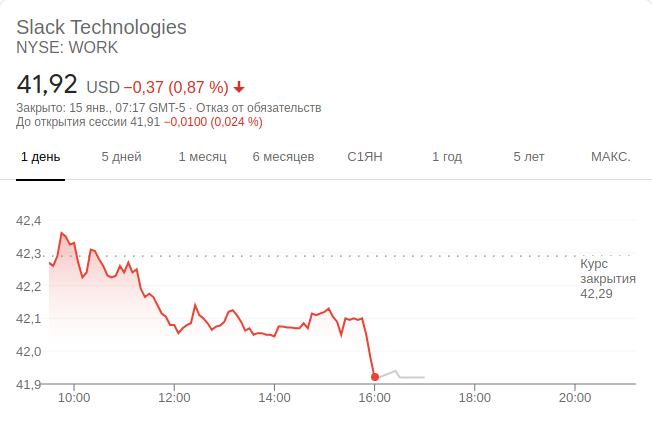 Slack Technologies
NYSE: WORK
41,92 USD −0,37 (0,87 %)
Закрыто: 15 янв., 07:17 GMT-5 · Отказ от обязательств
До открытия сессии 41,91 −0,0100 (0,024 %)
1 день 5 дней 1 месяц 6 месяцев С1ЯН 1 год 5 лет МАКС.
42,4
42,3
42,2
42,1
42,0
41,9
Курс
закрытия
42,29
10:00 12:00 14:00 16:00 18:00 20:00